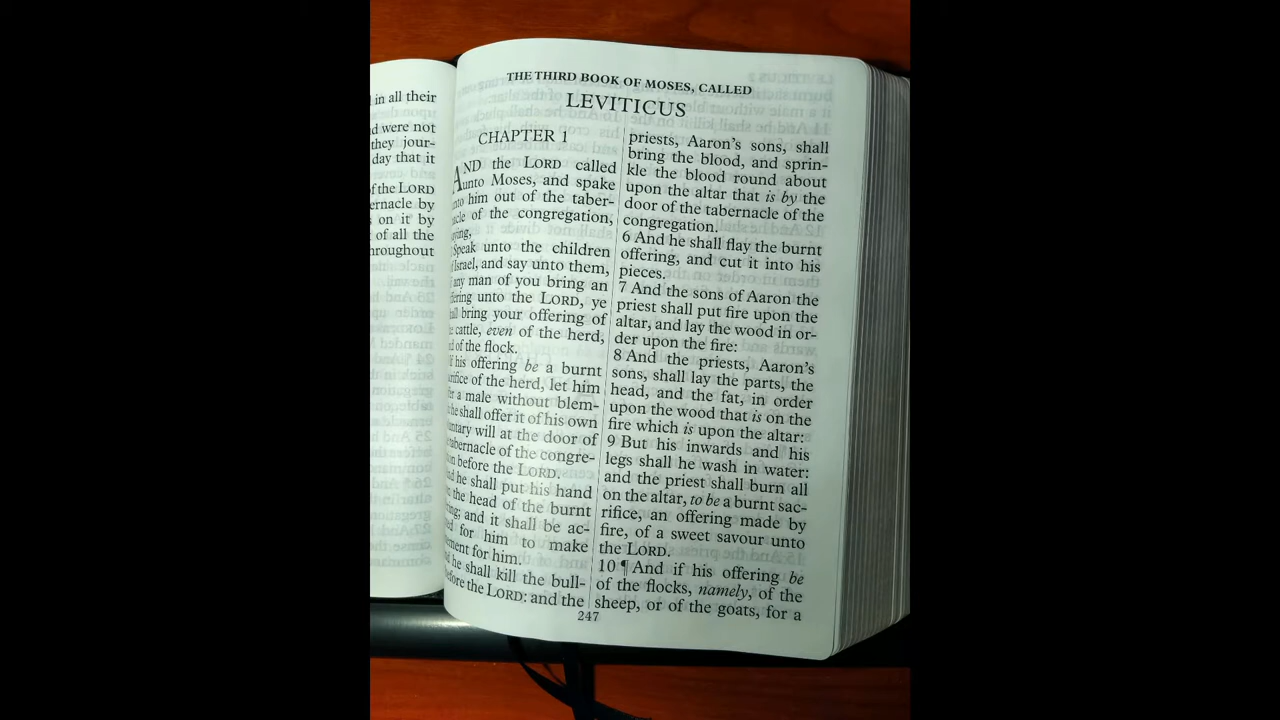 in all their
were not
they jour-
day that it
of the LORD
on it by
of all the
throughout
THE THIRD BOOK OF MOSES, CALLED
LEVITICUS
CHAPTER 1
AND the LORD called
unto Moses, and spake
him out of the taber-
of the congregation,
Speak unto the children
Israel, and say unto them,
any man of you bring an
unto the LORD, ye
bring your offering of
cattle, even of the herd,
of the flock.
his offering be a burnt
of the herd, let him
a male without blem-
he shall offer it of his own
will at the door of
tabernacle of the congre-
before the LORD.
he shall put his hand
the head of the burnt
and it shall be ac-
for him to make
for him.
he shall kill the bull-
the LORD: and the
priests, Aaron's sons, shall
bring the blood, and sprin-
kle the blood round about
upon the altar that is by the
door of the tabernacle of the
congregation.
6 And he shall flay the burnt
offering, and cut it into his
pieces.
7 And the sons of Aaron the
priest shall put fire upon the
altar, and lay the wood in or-
der upon the fire:
8 And the priests, Aaron's
sons, shall lay the parts, the
head, and the fat, in order
upon the wood that is on the
fire which is upon the altar:
9 But his inwards and his
legs shall he wash in water:
and the priest shall burn all
on the altar, to be a burnt sac-
rifice, an offering made by
fire, of a sweet savour unto
the LORD.
10 ¶ And if his offering be
of the flocks, namely, of the
sheep, or of the goats, for a
247